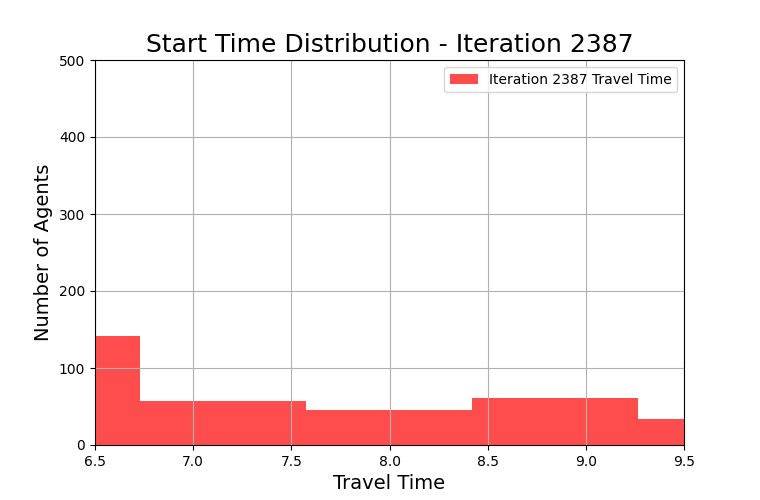 Start Time Distribution - Iteration 2387
500
400
300
200
100
0
Number of Agents
Iteration 2387 Travel Time
6.5 7.0 7.5 8.0 8.5 9.0 9.5
Travel Time